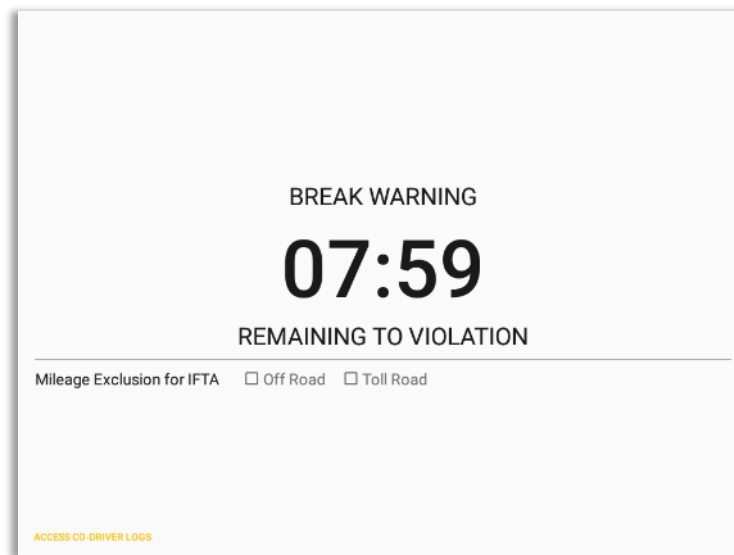 BREAK WARNING
07:59
REMAINING TO VIOLATION
Mileage Exclusion for IFTA Off Road Toll Road
ACCESS CO-DRIVER LOGS